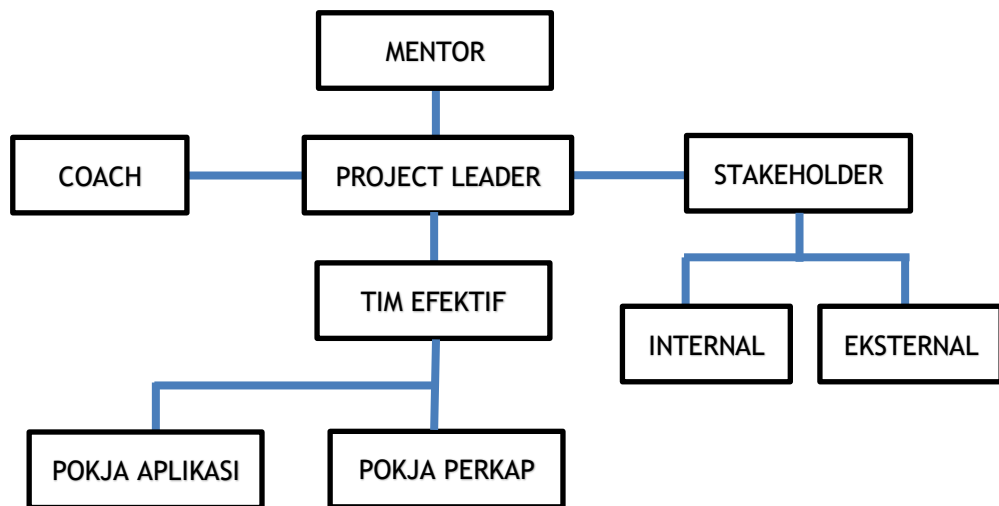 MENTOR
COACH
PROJECT LEADER
STAKEHOLDER
TIM EFEKTIF
INTERNAL
EKSTERNAL
POKJA APLIKASI
POKJA PERKAP